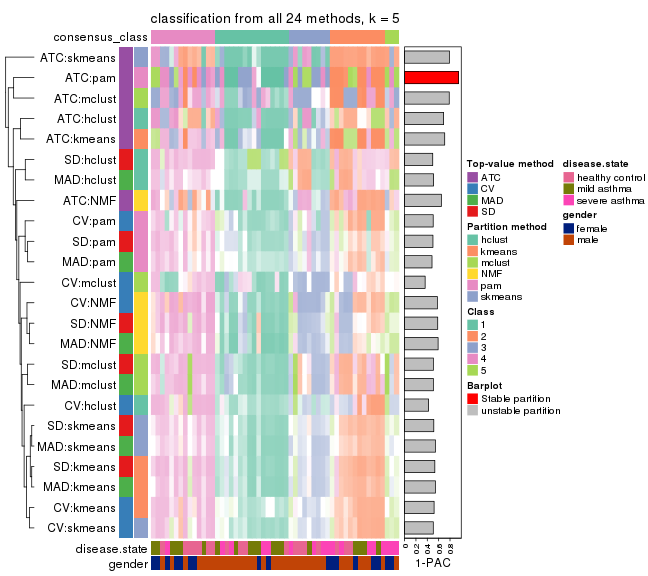 classification from all 24 methods, k = 5
consensus_class
ATC:skmeans
ATC:pam
ATC:mclust
ATC:hclust
ATC:kmeans
SD:hclust
MAD:hclust
ATC:NMF
CV:pam
SD:pam
MAD:pam
CV:mclust
CV:NMF
SD:NMF
MAD:NMF
SD:mclust
MAD:mclust
CV:hclust
SD:skmeans
MAD:skmeans
SD:kmeans
MAD:kmeans
CV:kmeans
CV:skmeans
disease.state
gender
0 0.2 0.4 0.6 0.8
1-PAC
Top-value method
ATC
CV
MAD
SD
Partition method
hclust
kmeans
mclust
NMF
pam
skmeans
Class
1
2
3
4
5
Barplot
Stable partition
unstable partition
disease.state
healthy control
mild asthma
severe asthma
gender
female
male